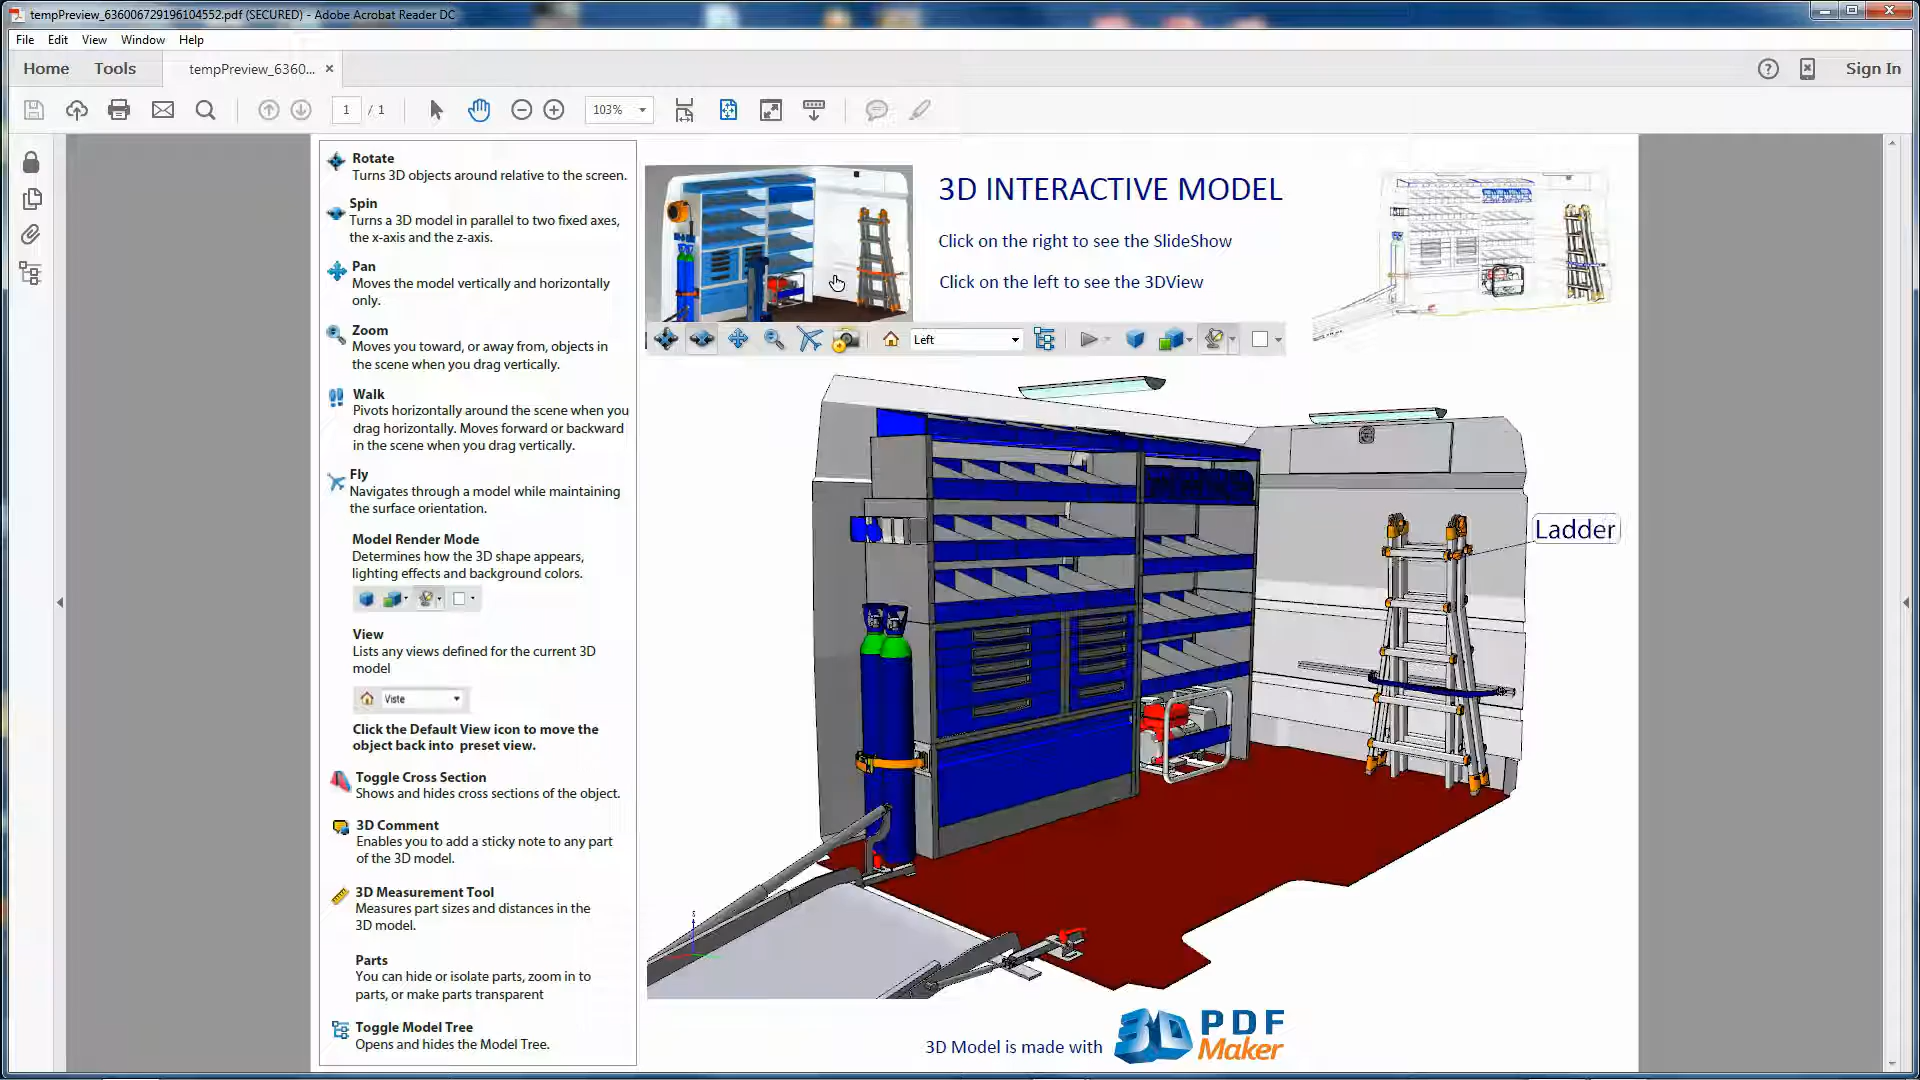 tempPreview_636006729196104552.pdf (SECURED) - Adobe Acrobat Reader DC
File Edit View Window Help
Home Tools tempPreview_6360... × Sign In
1 / 1 103%
Rotate
Turns 3D objects around relative to the screen.
Spin
Turns a 3D model in parallel to two fixed axes,
the x-axis and the z-axis.
Pan
Moves the model vertically and horizontally
only.
Zoom
Moves you toward, or away from, objects in
the scene when you drag vertically.
Walk
Pivots horizontally around the scene when you
drag horizontally. Moves forward or backward
in the scene when you drag vertically.
Fly
Navigates through a model while maintaining
the surface orientation.
Model Render Mode
Determines how the 3D shape appears,
lighting effects and background colors.
View
Lists any views defined for the current 3D
model
Viste
Click the Default View icon to move the
object back into preset view.
Toggle Cross Section
Shows and hides cross sections of the object.
3D Comment
Enables you to add a sticky note to any part
of the 3D model.
3D Measurement Tool
Measures part sizes and distances in the
3D model.
Parts
You can hide or isolate parts, zoom in to
parts, or make parts transparent
Toggle Model Tree
Opens and hides the Model Tree.
3D INTERACTIVE MODEL
Click on the right to see the SlideShow
Click on the left to see the 3DView
Left
Ladder
3D Model is made with
3D PDF
Maker